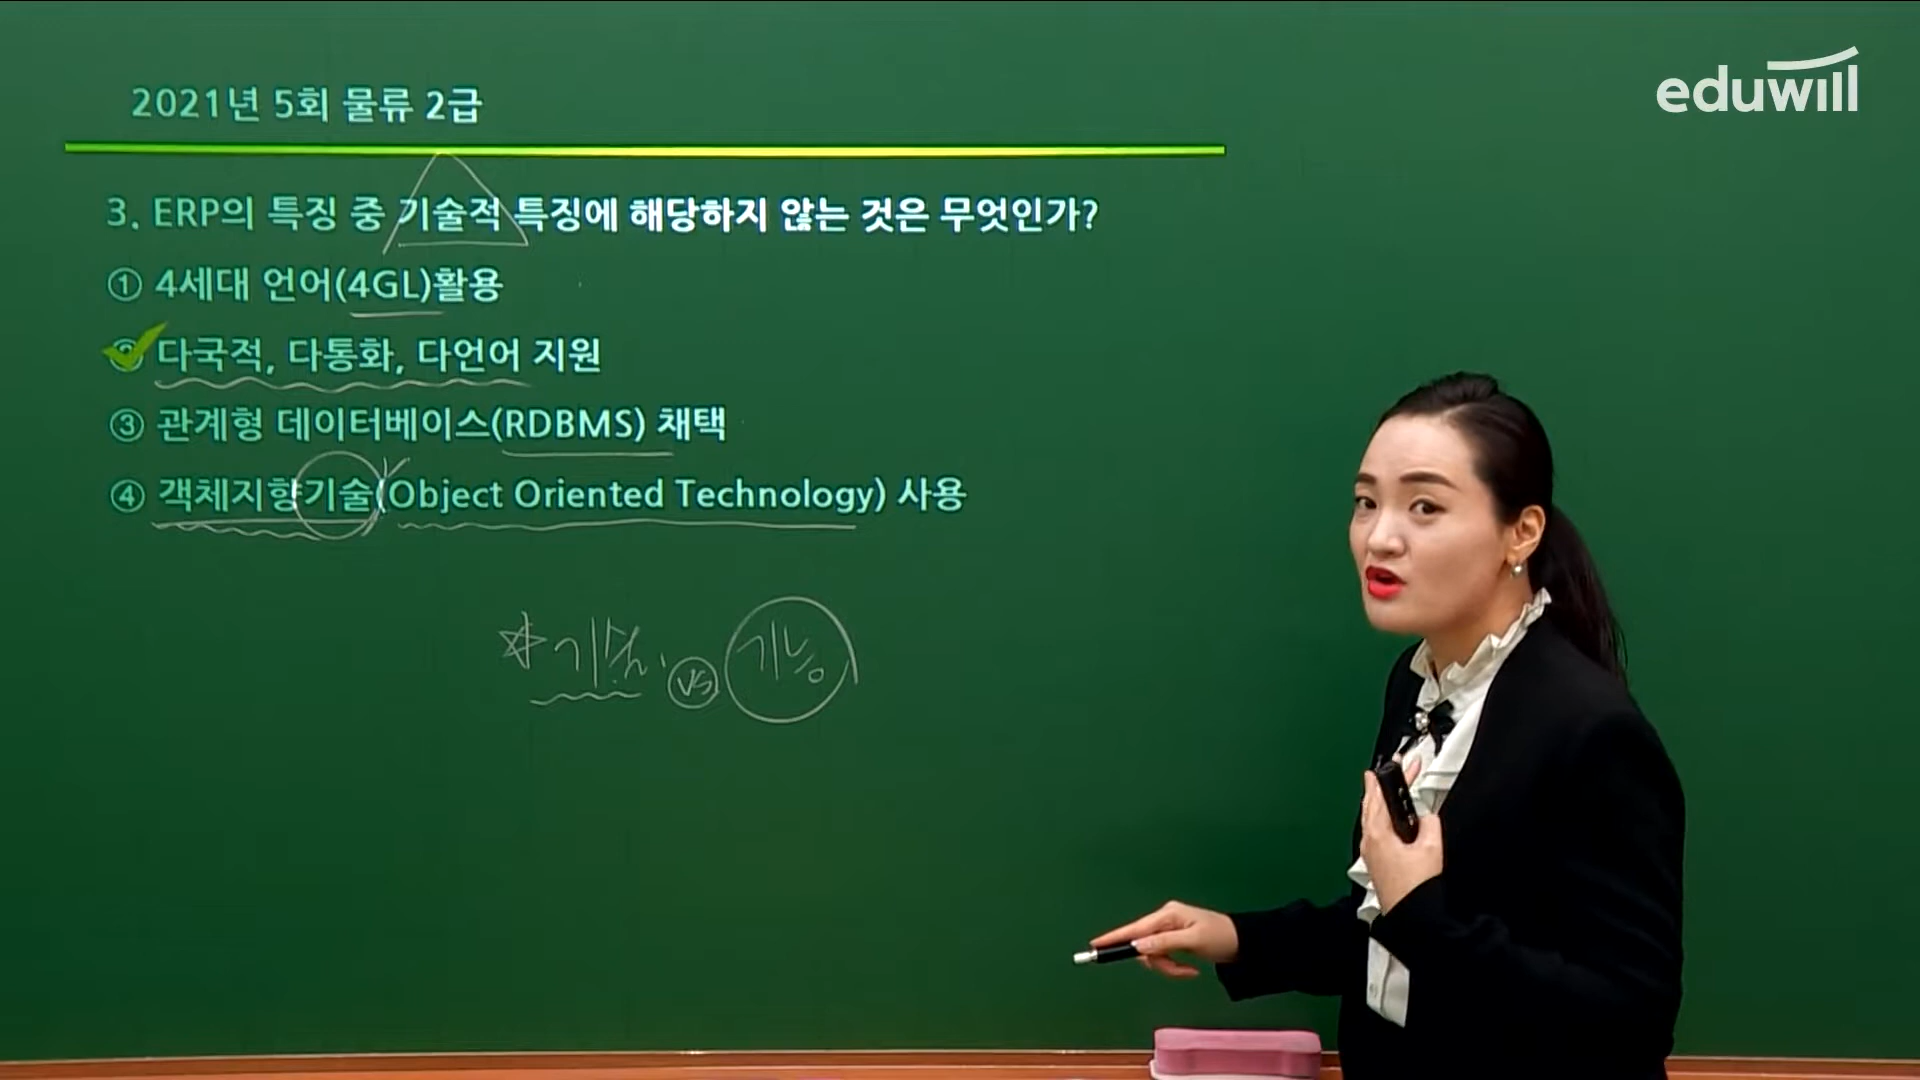 eduwill
2021년 5회 물류 2급
3. ERP의 특징 중 기술적 특징에 해당하지 않는 것은 무엇인가?
① 4세대 언어(4GL)활용
② 다국적, 다통화, 다언어 지원
③ 관계형 데이터베이스(RDBMS) 채택
④ 객체지향기술(Object Oriented Technology) 사용
기술 vs 기능